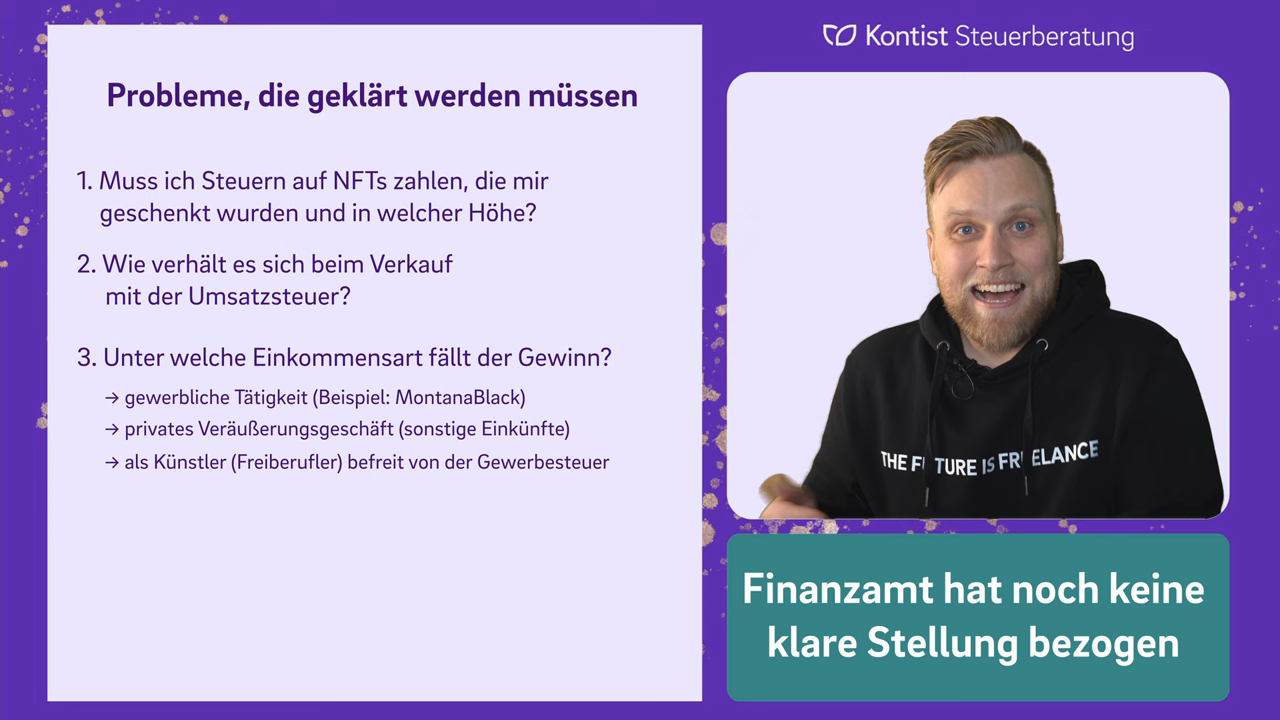 Kontist Steuerberatung
Probleme, die geklärt werden müssen
1. Muss ich Steuern auf NFTs zahlen, die mir
geschenkt wurden und in welcher Höhe?
2. Wie verhält es sich beim Verkauf
mit der Umsatzsteuer?
3. Unter welche Einkommensart fällt der Gewinn?
→ gewerbliche Tätigkeit (Beispiel: MontanaBlack)
→ privates Veräußerungsgeschäft (sonstige Einkünfte)
→ als Künstler (Freiberufler) befreit von der Gewerbesteuer
THE FUTURE IS FREELANCE
Finanzamt hat noch keine
klare Stellung bezogen